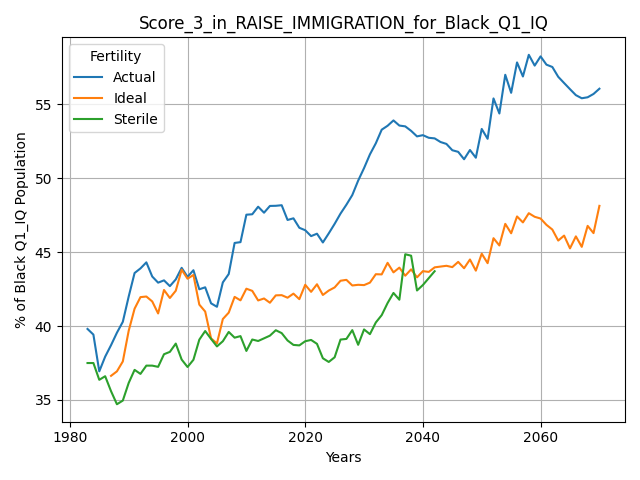 Score_3_in_RAISE_IMMIGRATION_for_Black_Q1_IQ
Fertility
Actual
Ideal
Sterile
% of Black Q1_IQ Population
55
50
45
40
35
1980
2000
2020
2040
2060
Years